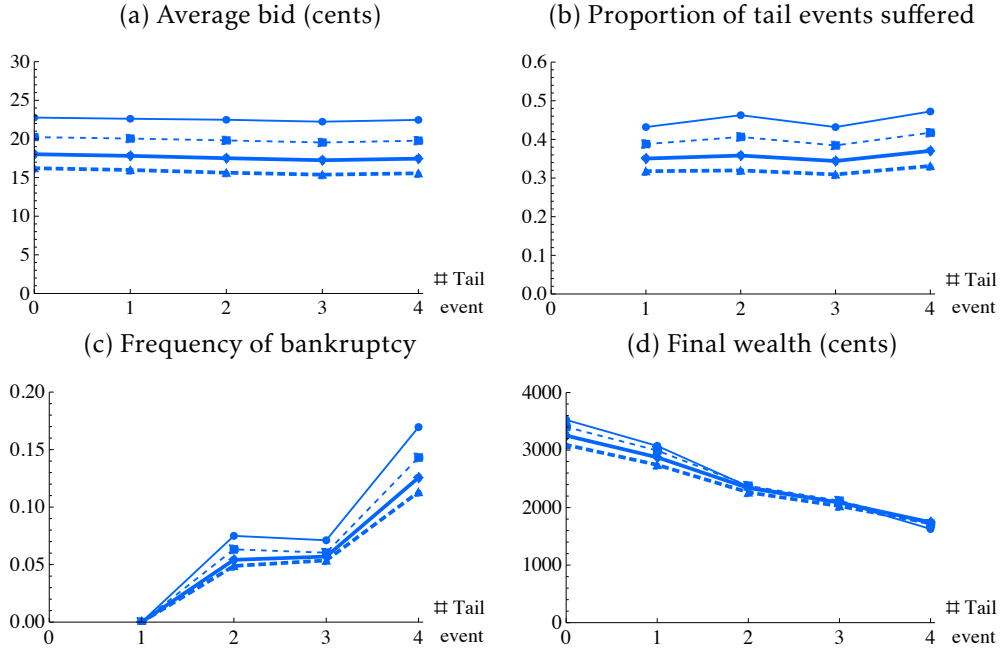 (a) Average bid (cents)
30
25
20
15
10
5
0
0 1 2 3 4
# Tail
event
(b) Proportion of tail events suffered
0.6
0.5
0.4
0.3
0.2
0.1
0.0
0 1 2 3 4
# Tail
event
(c) Frequency of bankruptcy
0.20
0.15
0.10
0.05
0.00
0 1 2 3 4
# Tail
event
(d) Final wealth (cents)
4000
3000
2000
1000
0
0 1 2 3 4
# Tail
event